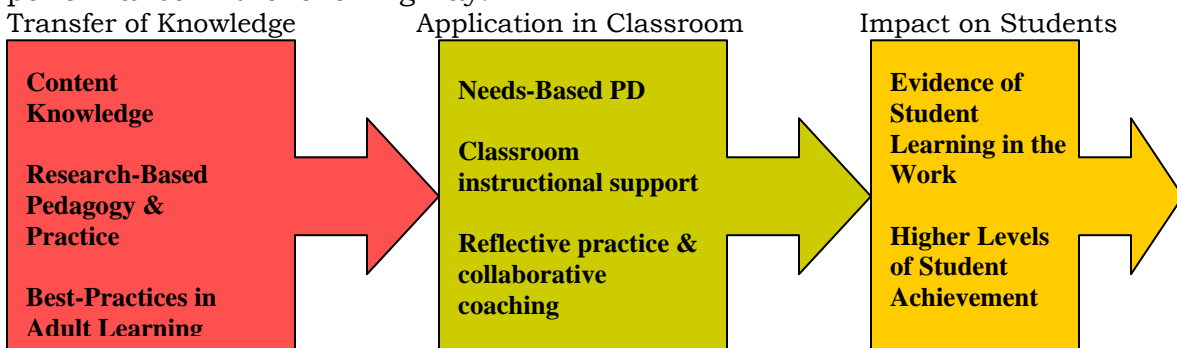 Transfer of Knowledge
Application in Classroom
Impact on Students
Content
Knowledge
Research-Based
Pedagogy &
Practice
Best-Practices in
Adult Learning
Needs-Based PD
Classroom
instructional support
Reflective practice &
collaborative
coaching
Evidence of
Student
Learning in the
Work
Higher Levels
of Student
Achievement